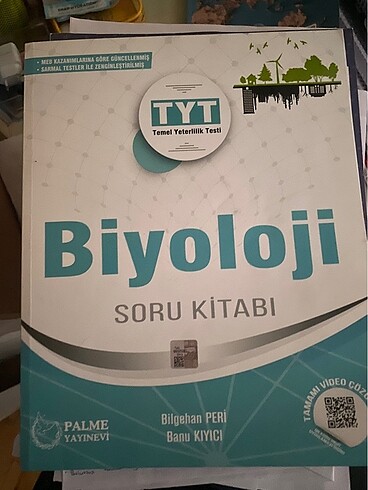 • MEB KAZANIMLARINA GÖRE GÜNCELLENMİŞ
• SARMAL TESTLER İLE ZENGİNLEŞTİRİLMİŞ
TYT
Temel Yeterlilik Testi
Biyoloji
SORU KİTABI
Bilgehan PERİ
Banu KIYICI
PALME
YAYINEVİ
TAMAMI VİDEO